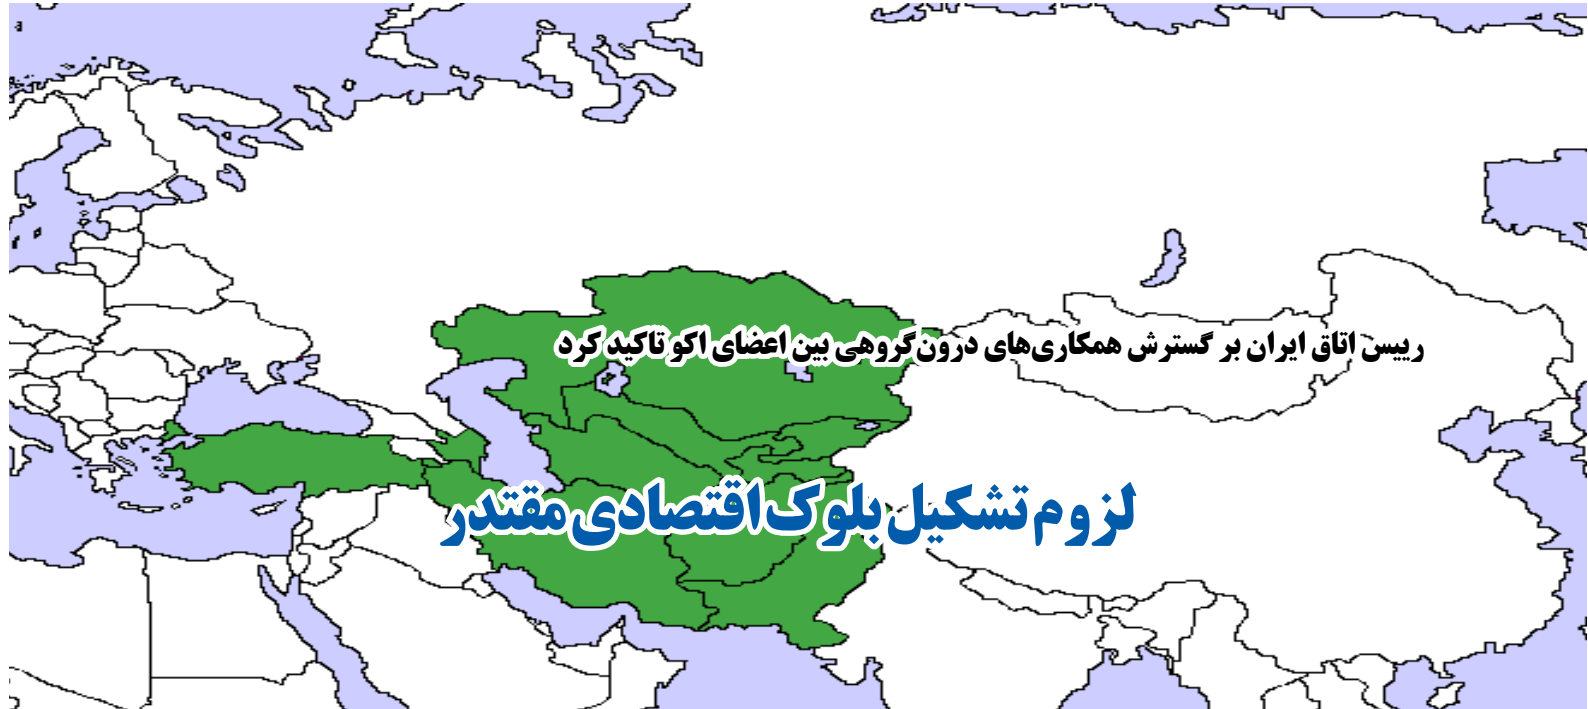 رییس اتاق ایران بر گسترش همکاری‌های درون‌گروهی بین اعضای اکو تاکید کرد
لزوم تشکیل بلوک اقتصادی مقتدر